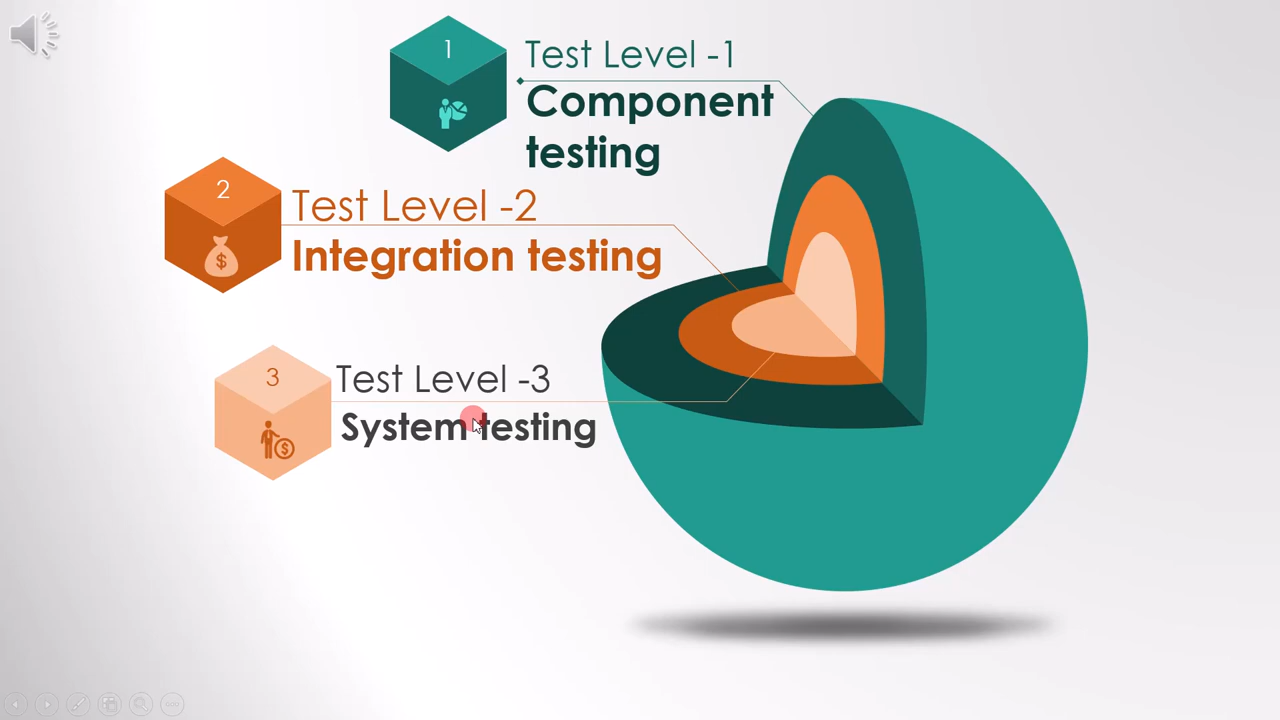 1
Test Level -1
Component
testing
2
Test Level -2
Integration testing
$
3
Test Level -3
System testing
$